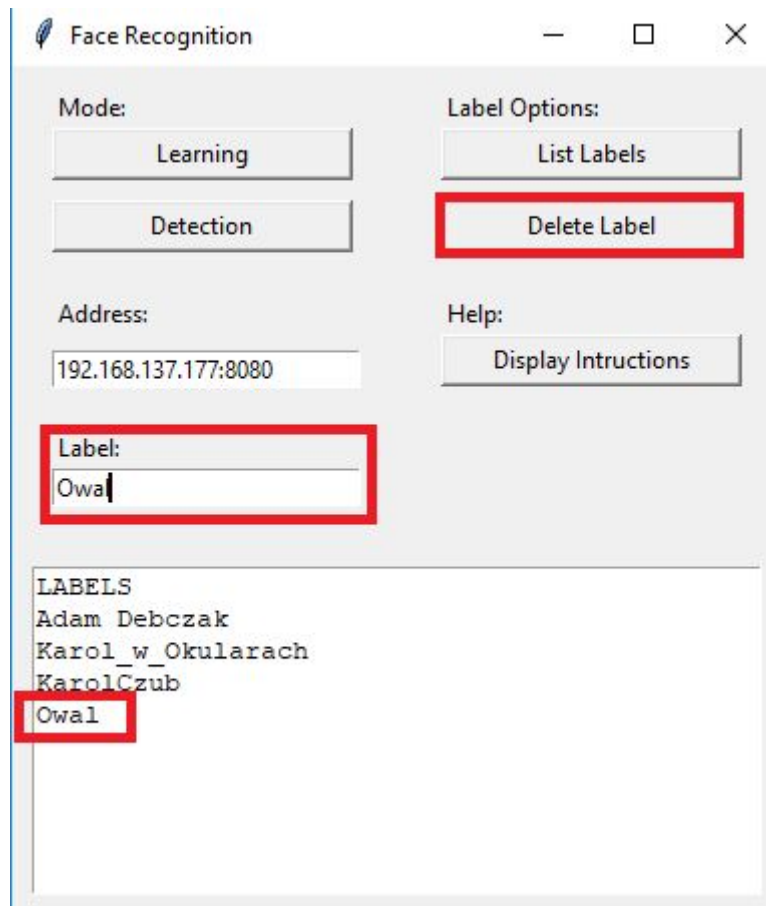 Face Recognition
Mode:
Label Options:
Learning
List Labels
Detection
Delete Label
Address:
Help:
192.168.137.177:8080
Display Intructions
Label:
Owal
LABELS
Adam Debczak
Karol_w_Okularach
KarolCzub
Owal